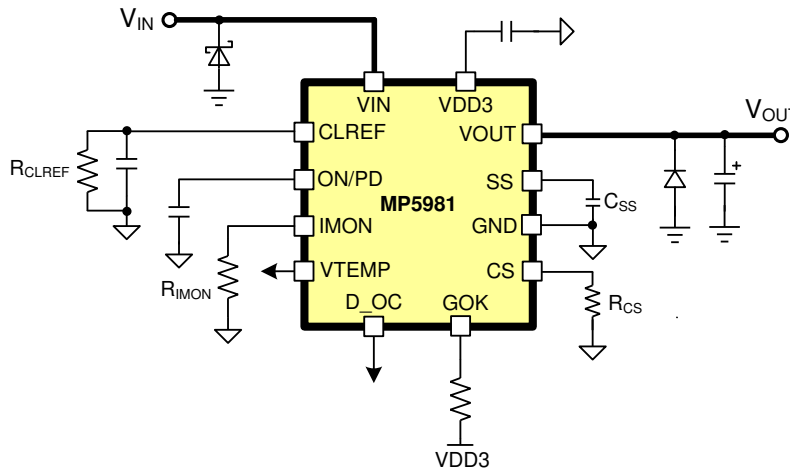 VIN
VIN
VDD3
CLREF
VOUT
VOUT
RCLREF
ON/PD
SS
MP5981
CSS
IMON
GND
RIMON
VTEMP
CS
RCS
D_OC
GOK
VDD3